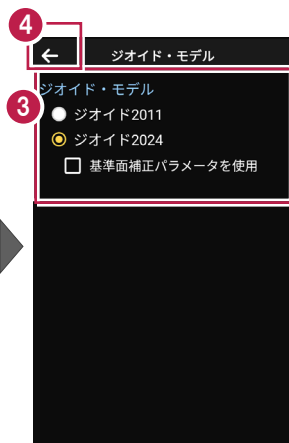 4
← ジオイド・モデル
3
ジオイド・モデル
ジオイド2011
ジオイド2024
基準面補正パラメータを使用